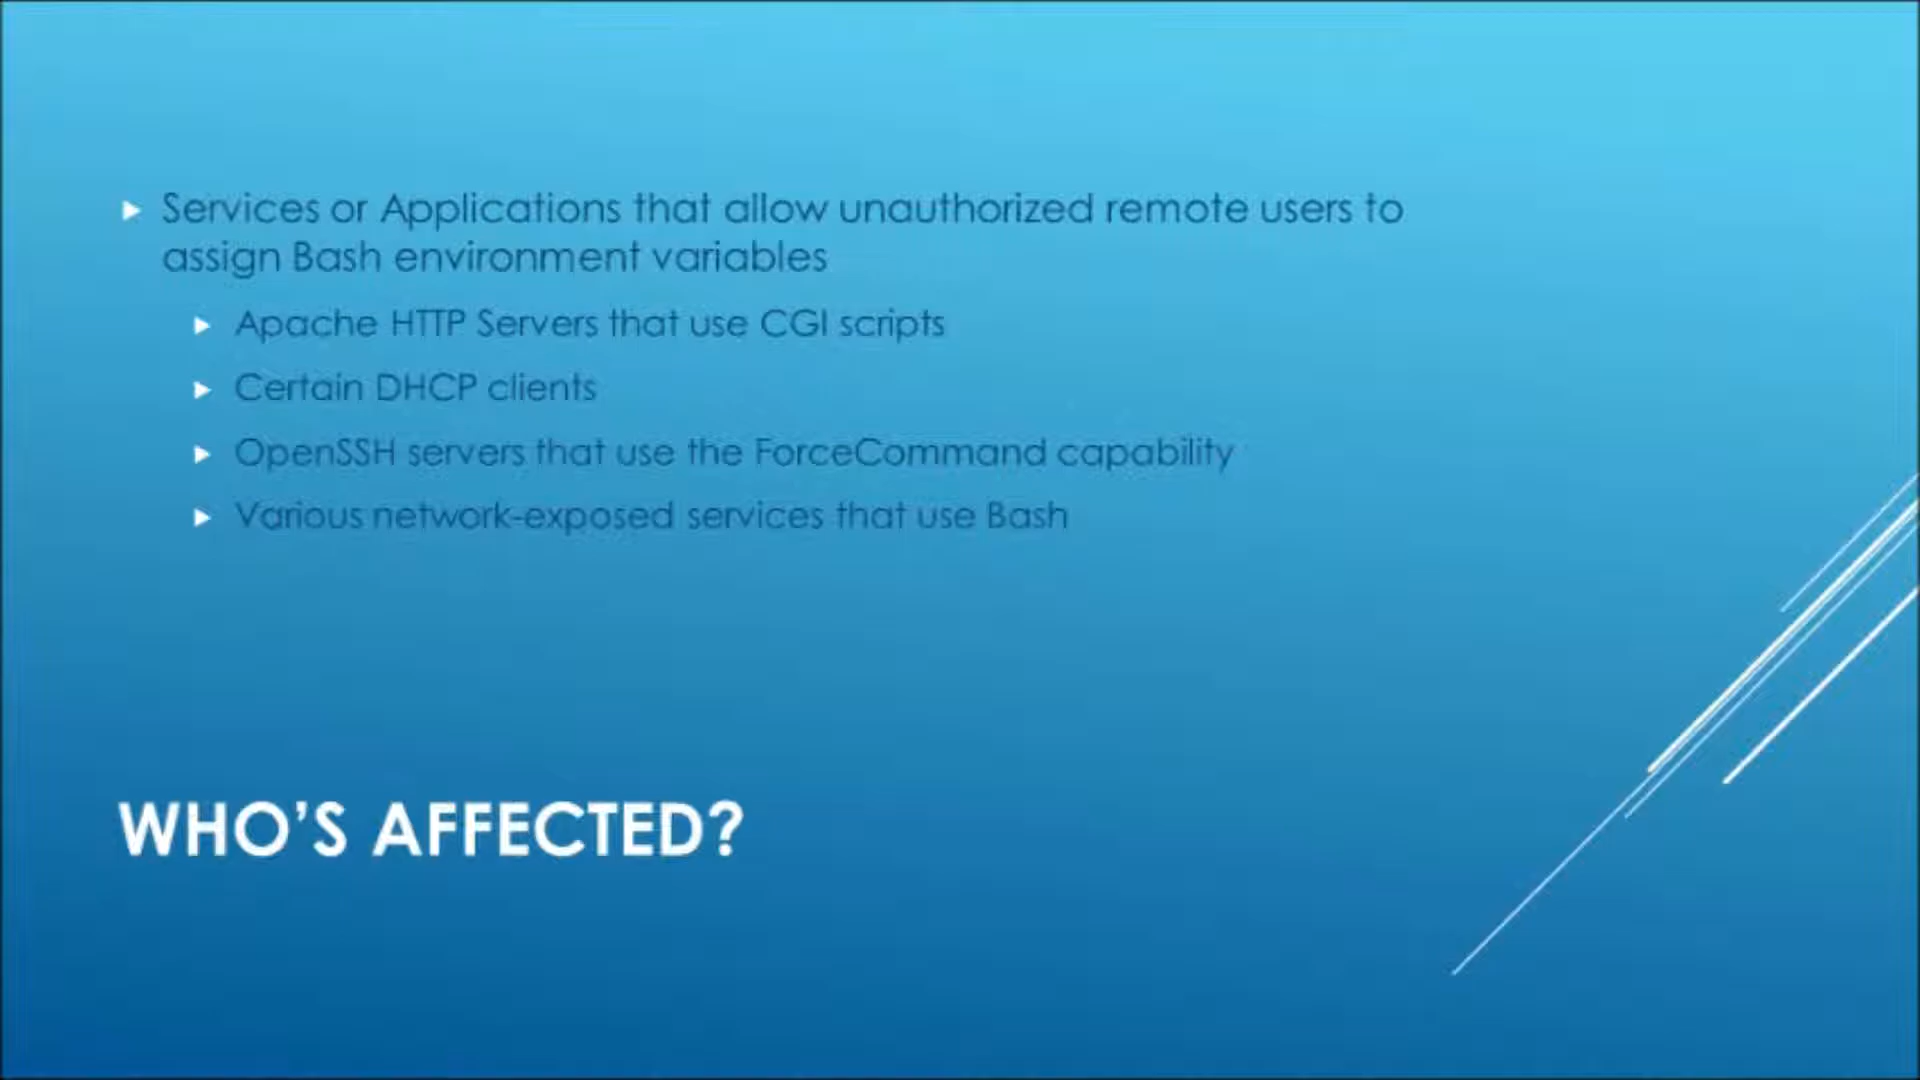 Services or Applications that allow unauthorized remote users to
assign Bash environment variables
Apache HTTP Servers that use CGI scripts
Certain DHCP clients
OpenSSH servers that use the ForceCommand capability
Various network-exposed services that use Bash
WHO’S AFFECTED?